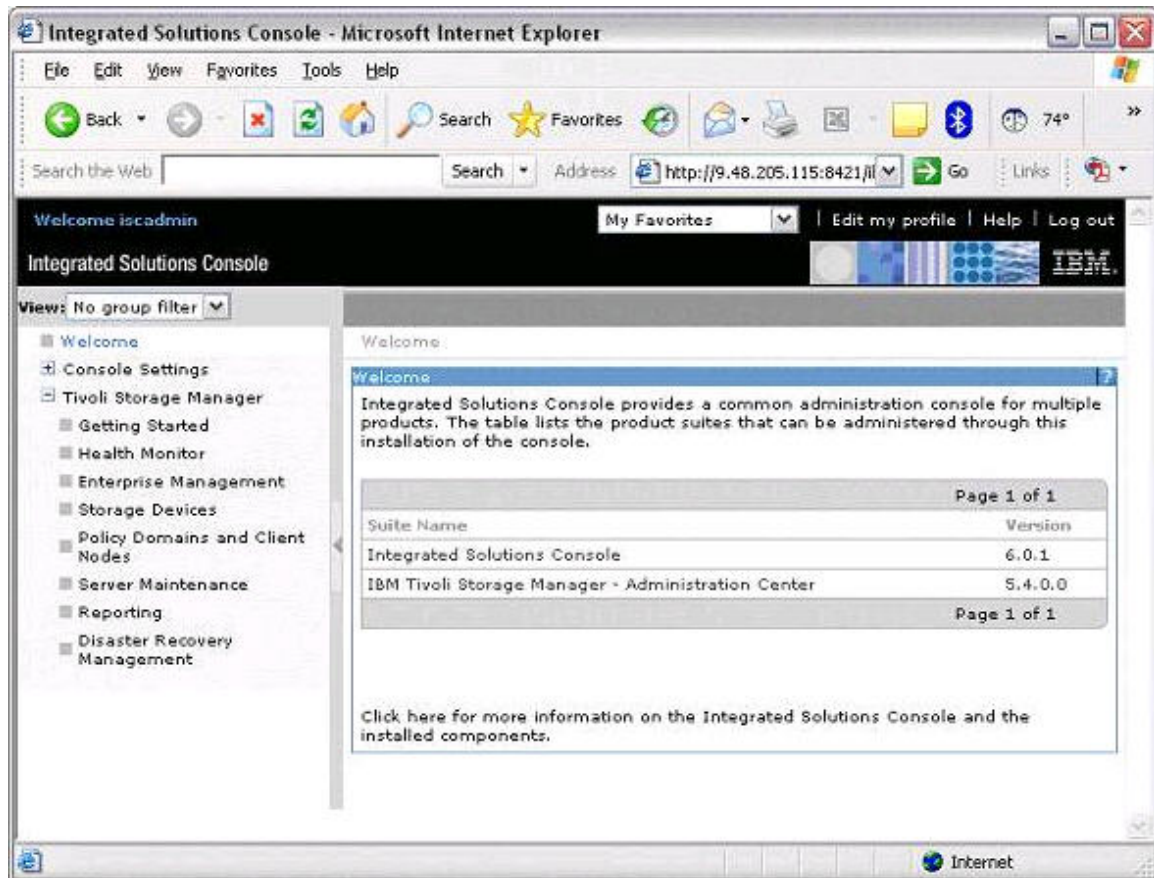 Integrated Solutions Console - Microsoft Internet Explorer
File Edit View Favorites Tools Help
Back Search Favorites 74°
Search the Web Search Address http://9.48.205.115:8421/i Go Links
Welcome iscadmin My Favorites | Edit my profile | Help | Log out
Integrated Solutions Console IBM.
View: No group filter
Welcome
Console Settings
Tivoli Storage Manager
Getting Started
Health Monitor
Enterprise Management
Storage Devices
Policy Domains and Client
Nodes
Server Maintenance
Reporting
Disaster Recovery
Management
Welcome
Welcome ?
Integrated Solutions Console provides a common administration console for multiple
products. The table lists the product suites that can be administered through this
installation of the console.
Page 1 of 1
Suite Name Version
Integrated Solutions Console 6.0.1
IBM Tivoli Storage Manager - Administration Center 5.4.0.0
Page 1 of 1
Click here for more information on the Integrated Solutions Console and the
installed components.
Internet